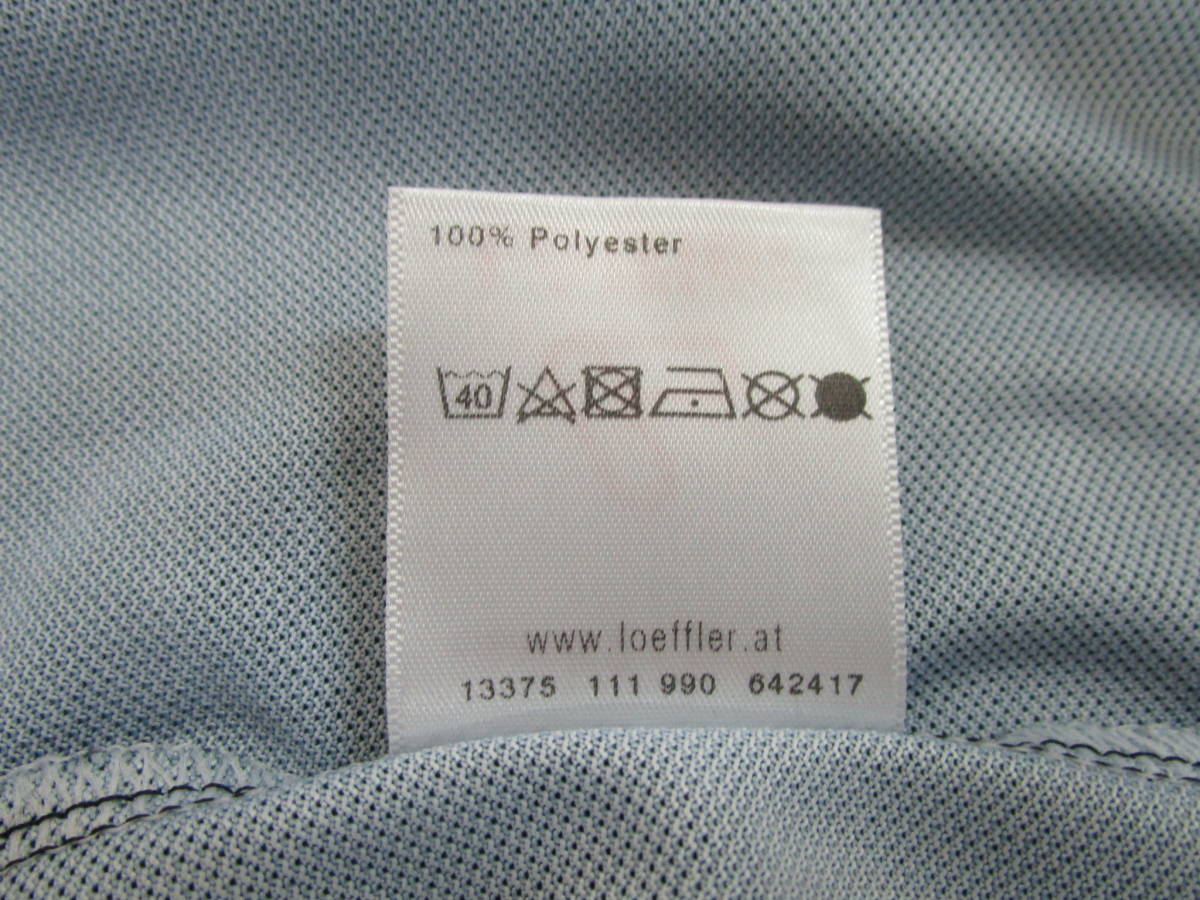 100% Polyester
40
www.loeffler.at
13375 111 990 642417